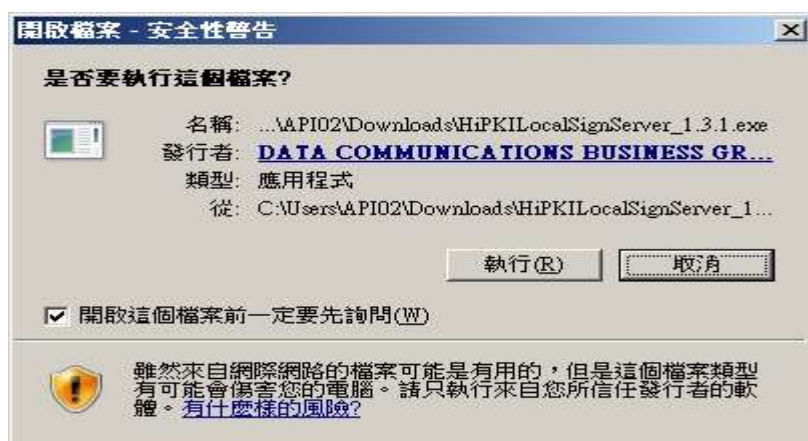 開啟檔案 - 安全性警告
是否要執行這個檔案?
名稱: ...\API02\Downloads\HiPKILocalSignServer_1.3.1.exe
發行者: DATA COMMUNICATIONS BUSINESS GR...
類型: 應用程式
從: C:\Users\API02\Downloads\HiPKILocalSignServer_1...
執行(R) 取消
開啟這個檔案前一定要先詢問(W)
雖然來自網際網路的檔案可能是有用的，但是這個檔案類型
有可能會傷害您的電腦。請只執行來自您所信任發行者的軟
體。有什麼樣的風險?